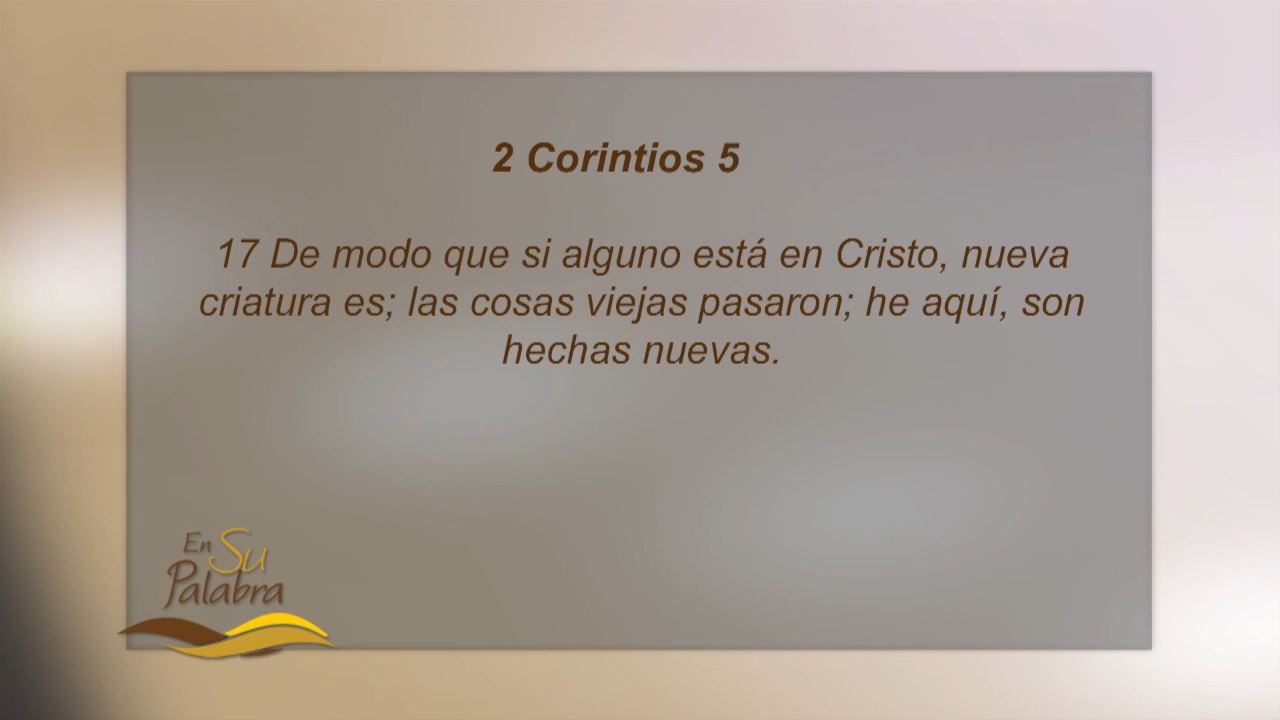 2 Corintios 5
17 De modo que si alguno está en Cristo, nueva
criatura es; las cosas viejas pasaron; he aquí, son
hechas nuevas.
En Su
Palabra